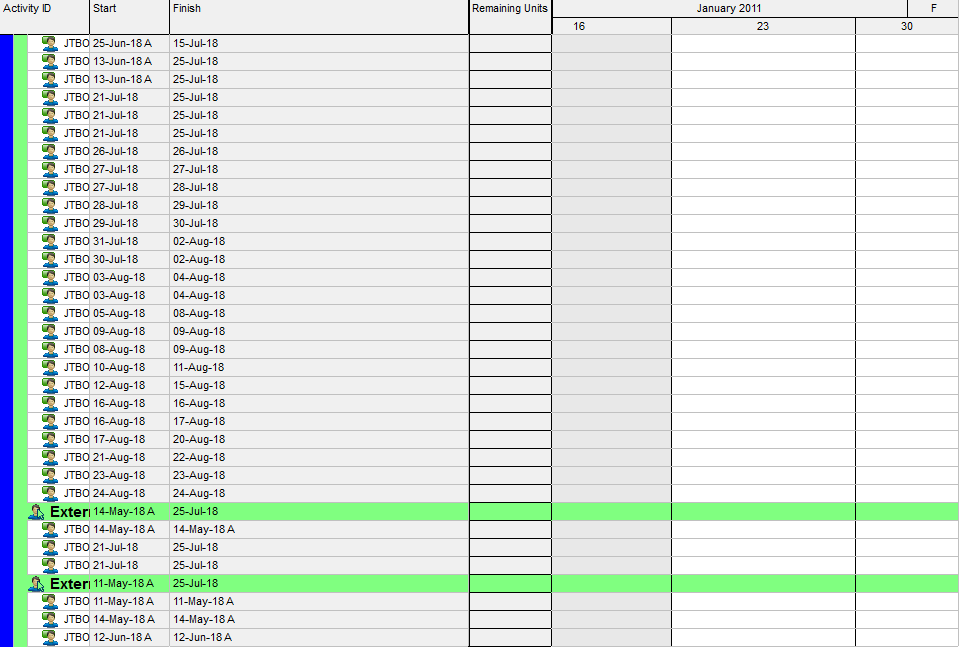 Activity ID Start Finish Remaining Units January 2011 F
16 23 30
JTBO 25-Jun-18 A 15-Jul-18
JTBO 13-Jun-18 A 25-Jul-18
JTBO 13-Jun-18 A 25-Jul-18
JTBO 21-Jul-18 25-Jul-18
JTBO 21-Jul-18 25-Jul-18
JTBO 21-Jul-18 25-Jul-18
JTBO 26-Jul-18 26-Jul-18
JTBO 27-Jul-18 27-Jul-18
JTBO 27-Jul-18 28-Jul-18
JTBO 28-Jul-18 29-Jul-18
JTBO 29-Jul-18 30-Jul-18
JTBO 31-Jul-18 02-Aug-18
JTBO 30-Jul-18 02-Aug-18
JTBO 03-Aug-18 04-Aug-18
JTBO 03-Aug-18 04-Aug-18
JTBO 05-Aug-18 08-Aug-18
JTBO 09-Aug-18 09-Aug-18
JTBO 08-Aug-18 09-Aug-18
JTBO 10-Aug-18 11-Aug-18
JTBO 12-Aug-18 15-Aug-18
JTBO 16-Aug-18 16-Aug-18
JTBO 16-Aug-18 17-Aug-18
JTBO 17-Aug-18 20-Aug-18
JTBO 21-Aug-18 22-Aug-18
JTBO 23-Aug-18 23-Aug-18
JTBO 24-Aug-18 24-Aug-18
Exter 14-May-18 A 25-Jul-18
JTBO 14-May-18 A 14-May-18 A
JTBO 21-Jul-18 25-Jul-18
JTBO 21-Jul-18 25-Jul-18
Exter 11-May-18 A 25-Jul-18
JTBO 11-May-18 A 11-May-18 A
JTBO 14-May-18 A 14-May-18 A
JTBO 12-Jun-18 A 12-Jun-18 A